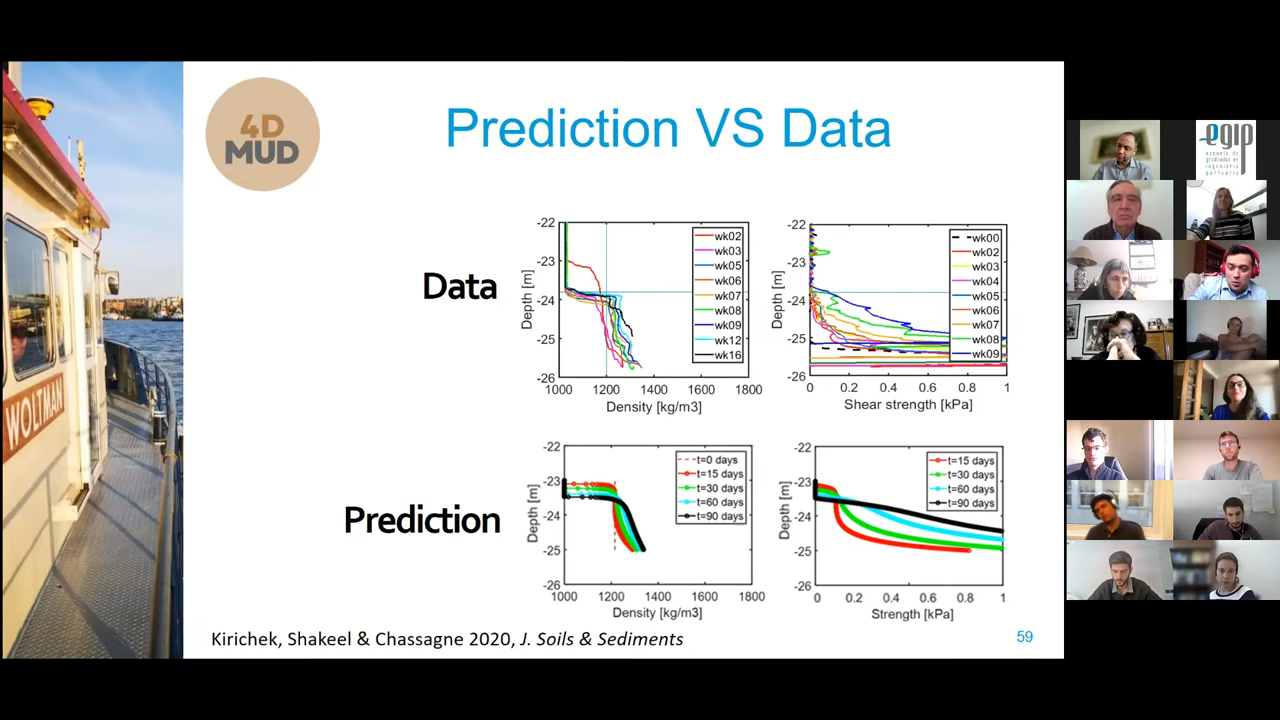 4D
MUD
Prediction VS Data
Data
-22
-23
-24
-25
-26
1000
1200
1400
1600
1800
Depth [m]
Density [kg/m3]
wk02
wk03
wk05
wk06
wk07
wk08
wk09
wk12
wk16
-22
-23
-24
-25
-26
0
0.2
0.4
0.6
0.8
1
Depth [m]
Shear strength [kPa]
wk00
wk02
wk03
wk04
wk05
wk06
wk07
wk08
wk09
Prediction
-22
-23
-24
-25
-26
1000
1200
1400
1600
1800
Depth [m]
Density [kg/m3]
t=0 days
t=15 days
t=30 days
t=60 days
t=90 days
-22
-23
-24
-25
-26
0
0.2
0.4
0.6
0.8
1
Depth [m]
Strength [kPa]
t=15 days
t=30 days
t=60 days
t=90 days
Kirichek, Shakeel & Chassagne 2020, J. Soils & Sediments
59
WOLTMAN
egip
escuela de
graduados en
ingeniería
portuaria